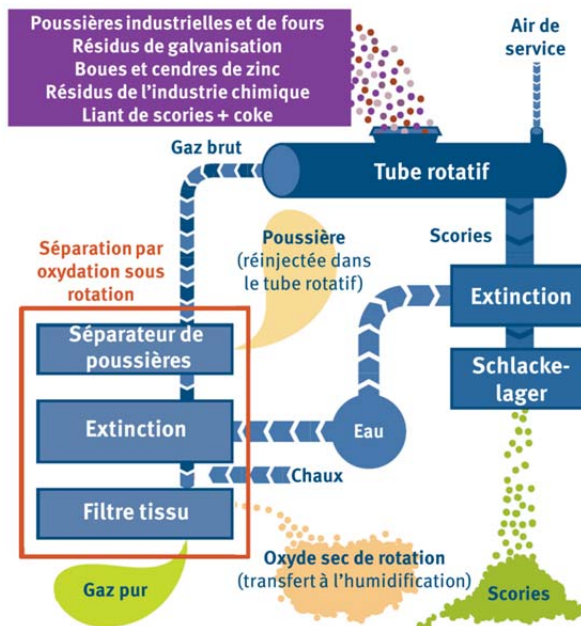 Poussières industrielles et de fours
Résidus de galvanisation
Boues et cendres de zinc
Résidus de l'industrie chimique
Liant de scories + coke
Air de
service
Gaz brut
Tube rotatif
Séparation par
oxydation sous
rotation
Poussière
(réinjectée dans
le tube rotatif)
Scories
Séparateur de
poussières
Extinction
Extinction
Schlacke-
lager
Eau
Chaux
Filtre tissu
Gaz pur
Oxyde sec de rotation
(transfert à l'humidification)
Scories